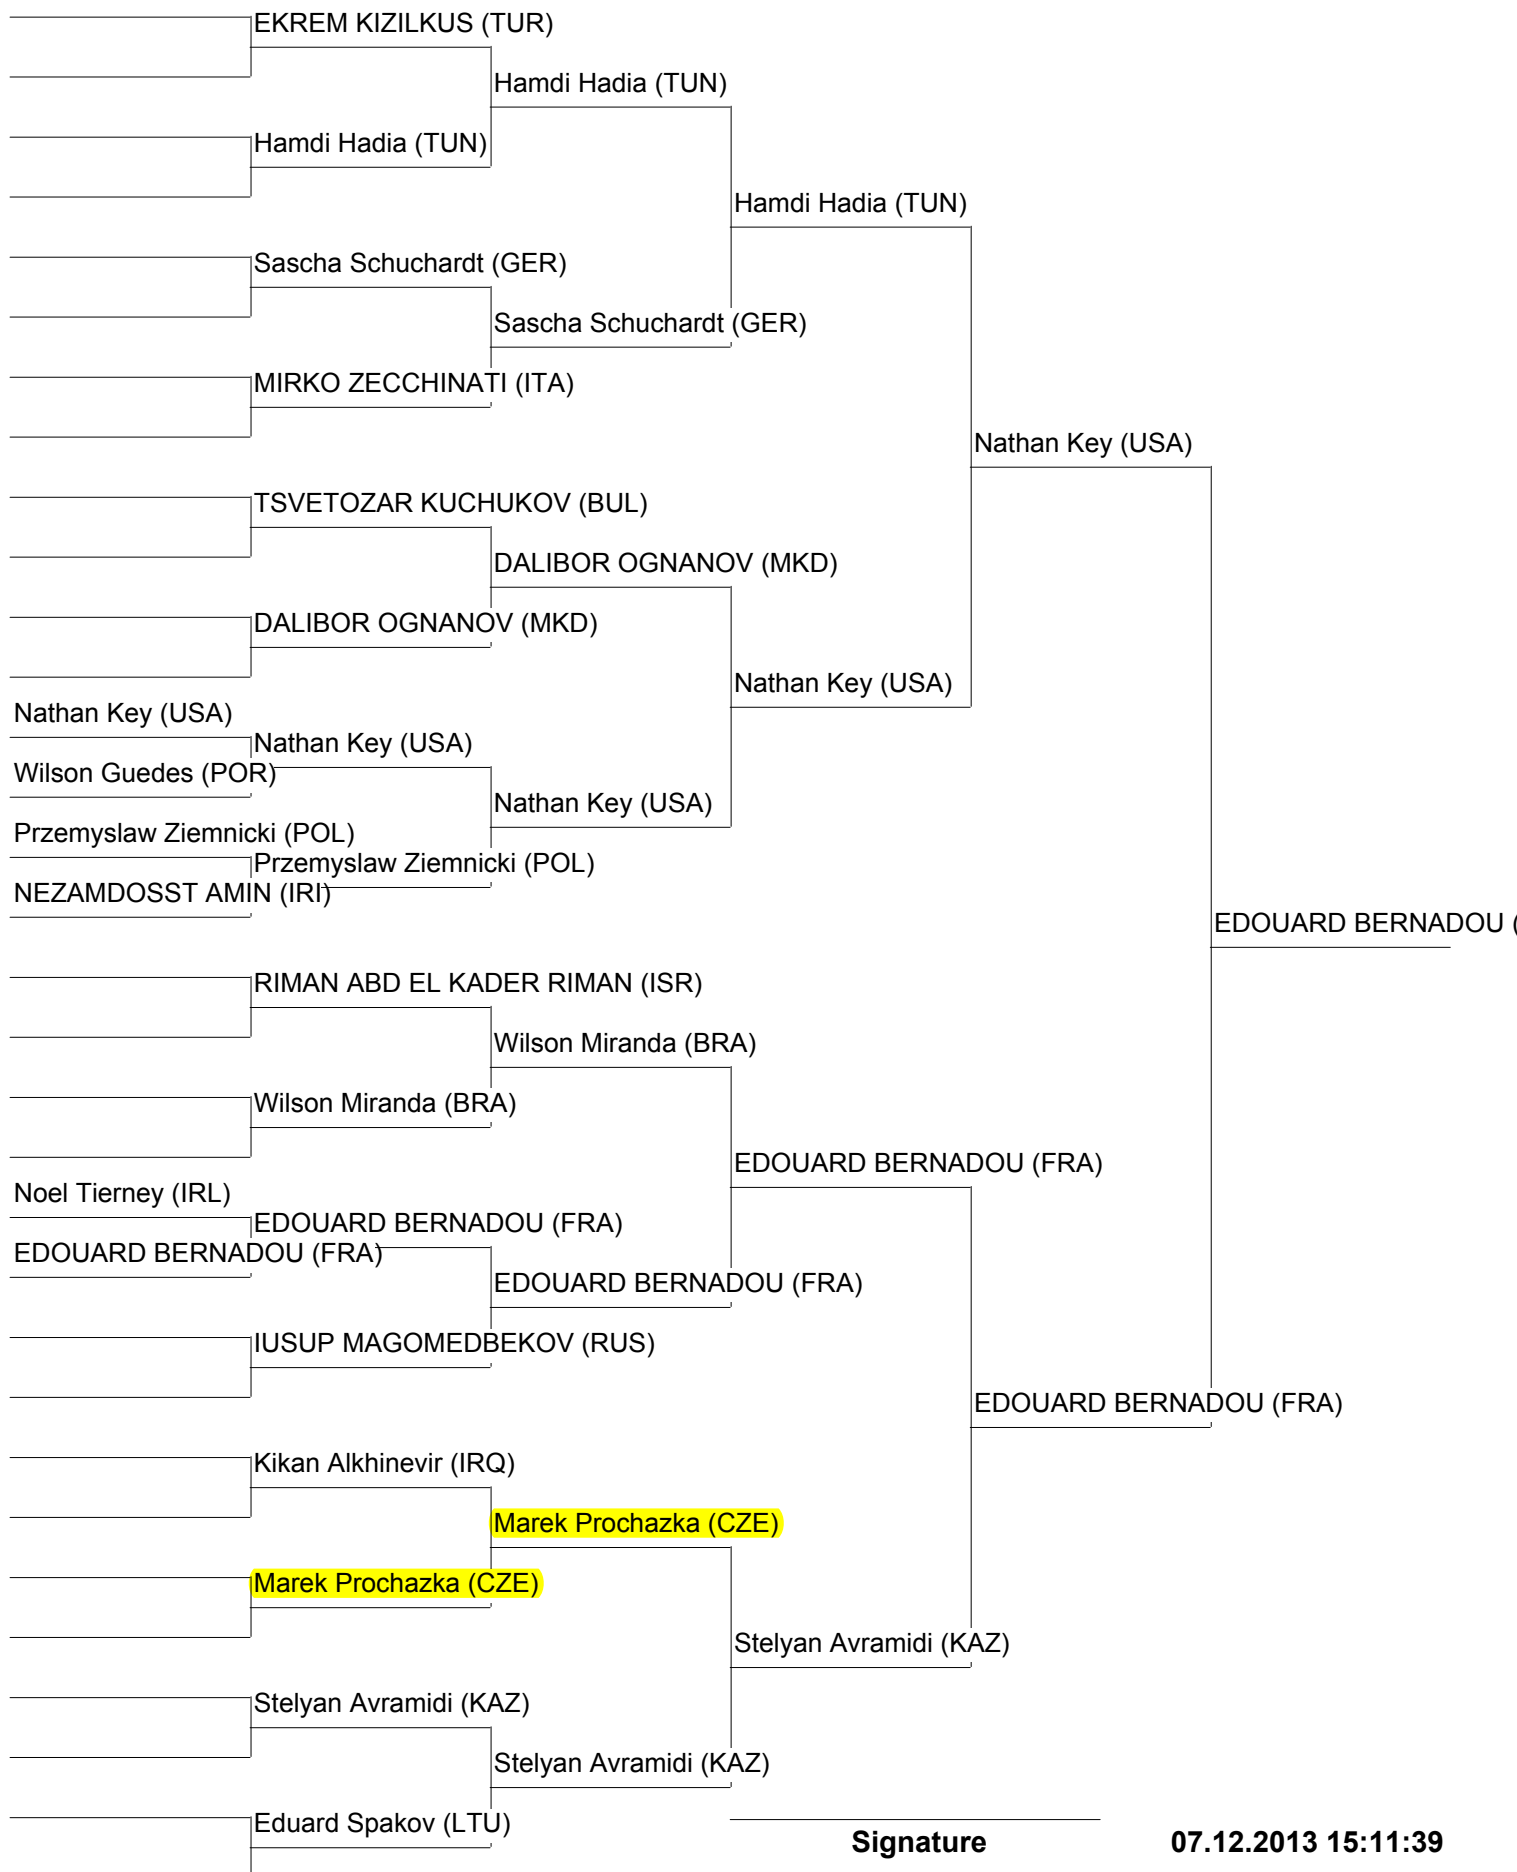 EKREM KIZILKUS (TUR)
Hamdi Hadia (TUN)
Hamdi Hadia (TUN)
Hamdi Hadia (TUN)
Sascha Schuchardt (GER)
Sascha Schuchardt (GER)
MIRKO ZECCHINATI (ITA)
Nathan Key (USA)
TSVETOZAR KUCHUKOV (BUL)
DALIBOR OGNANOV (MKD)
DALIBOR OGNANOV (MKD)
Nathan Key (USA)
Nathan Key (USA)
Nathan Key (USA)
Wilson Guedes (POR)
Nathan Key (USA)
Przemyslaw Ziemnicki (POL)
Przemyslaw Ziemnicki (POL)
NEZAMDOSST AMIN (IRI)
EDOUARD BERNADOU (
RIMAN ABD EL KADER RIMAN (ISR)
Wilson Miranda (BRA)
Wilson Miranda (BRA)
EDOUARD BERNADOU (FRA)
Noel Tierney (IRL)
EDOUARD BERNADOU (FRA)
EDOUARD BERNADOU (FRA)
EDOUARD BERNADOU (FRA)
IUSUP MAGOMEDBEKOV (RUS)
EDOUARD BERNADOU (FRA)
Kikan Alkhinevir (IRQ)
Marek Prochazka (CZE)
Marek Prochazka (CZE)
Stelyan Avramidi (KAZ)
Stelyan Avramidi (KAZ)
Stelyan Avramidi (KAZ)
Eduard Spakov (LTU)
Signature 07.12.2013 15:11:39